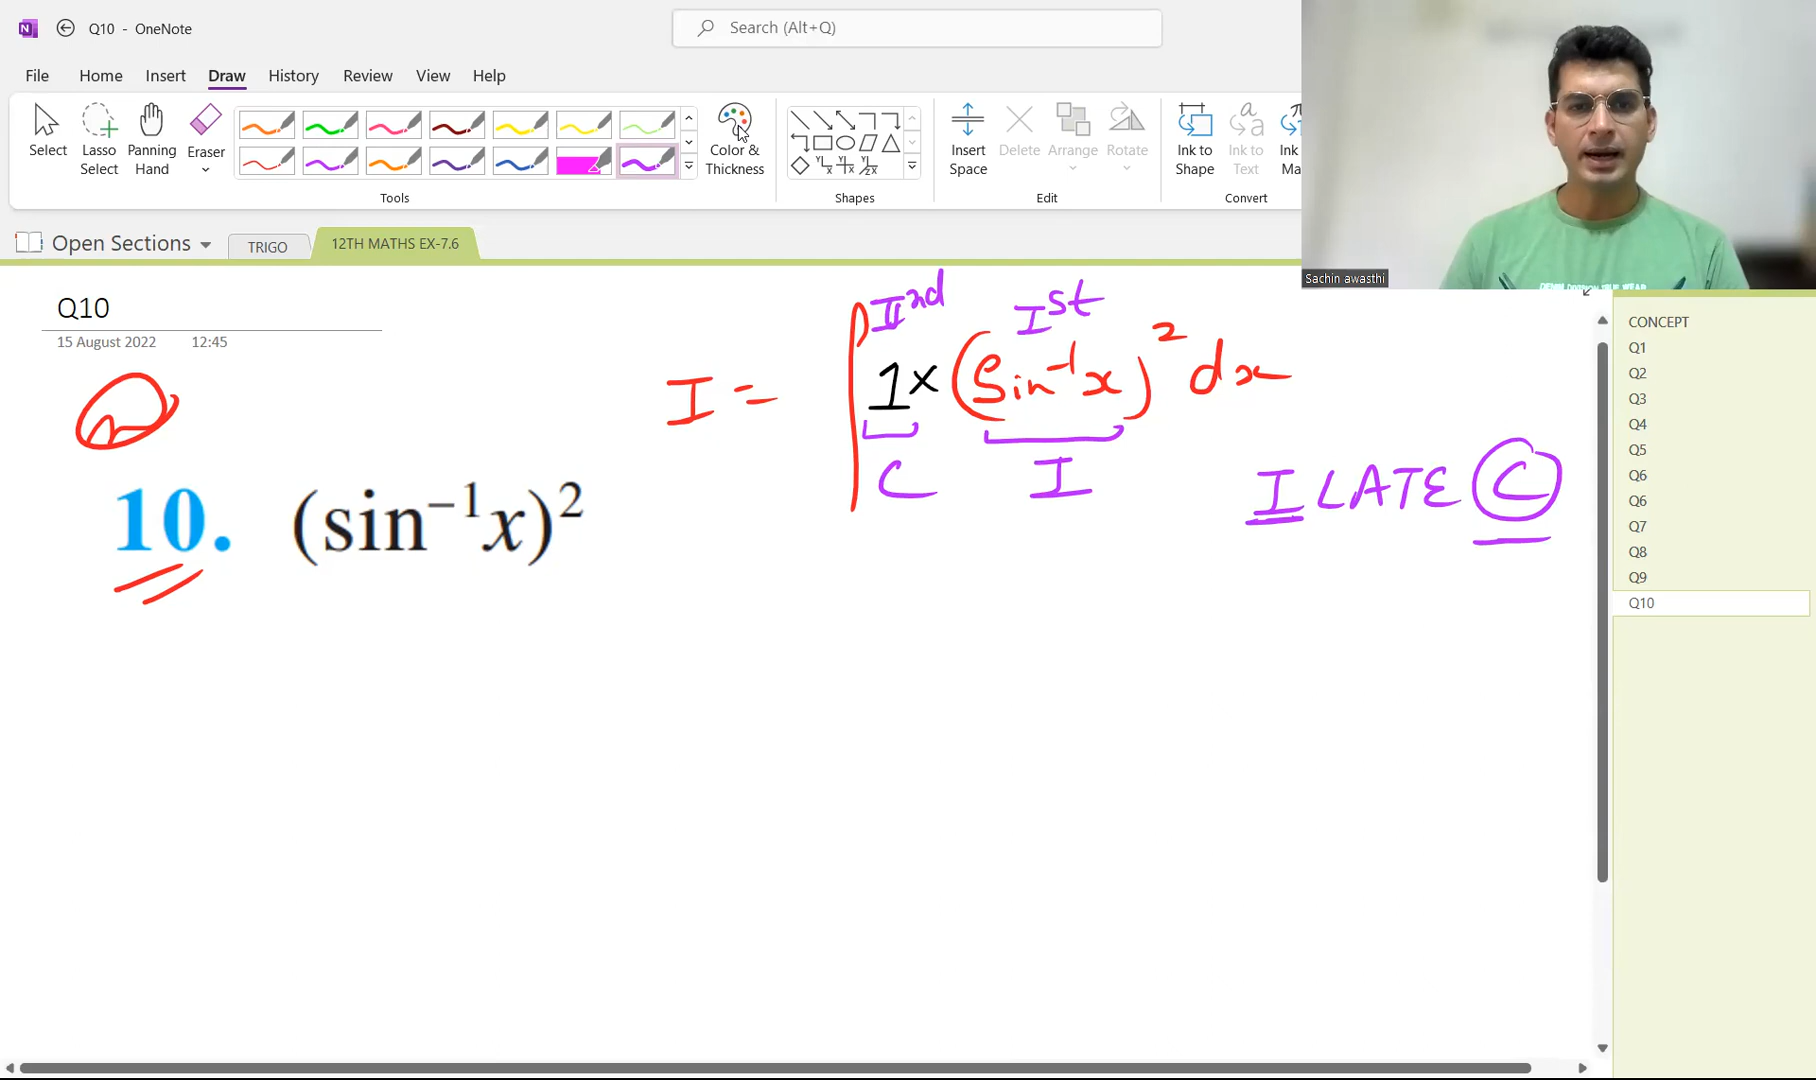 Q10 - OneNote
Search (Alt+Q)
File Home Insert Draw History Review View Help
Select
Lasso Select
Panning Hand
Eraser
Color & Thickness
Insert Space
Delete
Arrange
Rotate
Ink to Shape
Ink to Text
Ink Ma
Tools
Shapes
Edit
Convert
Sachin awasthi
Open Sections
TRIGO
12TH MATHS EX-7.6
Q10
15 August 2022 12:45
IInd Ist
I = ∫ 1 × (Sin⁻¹x)² dx
C I
ILATE C
10. (sin⁻¹x)²
CONCEPT
Q1
Q2
Q3
Q4
Q5
Q6
Q6
Q7
Q8
Q9
Q10